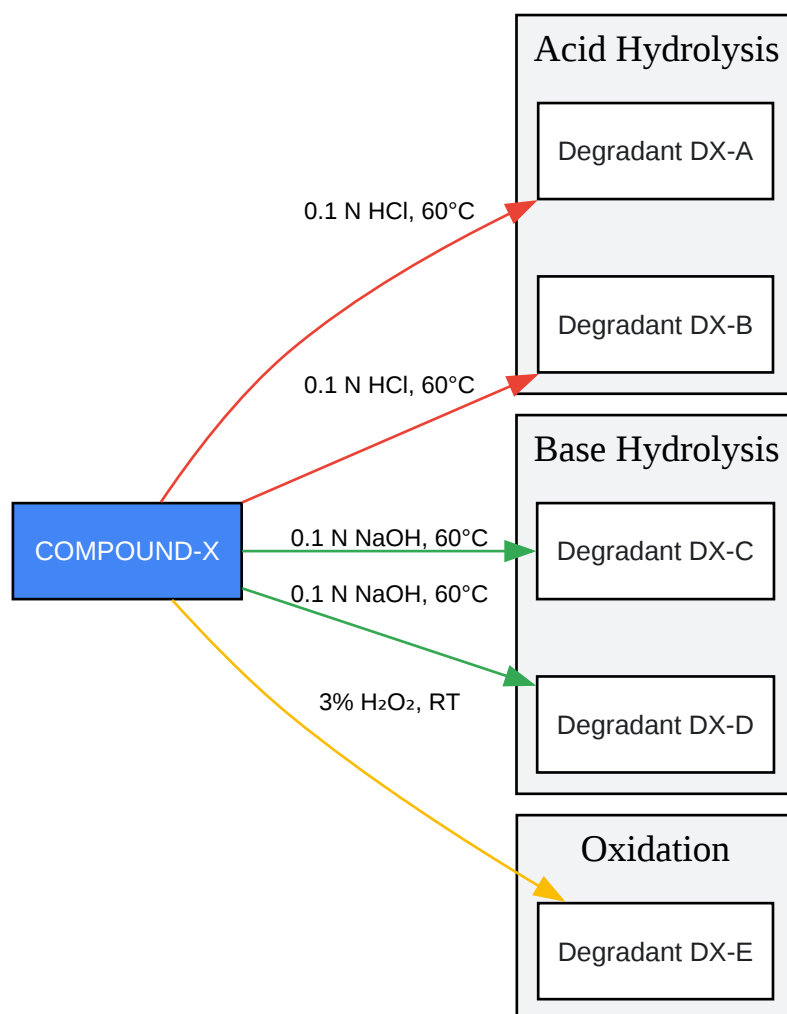 Acid Hydrolysis
Degradant DX-A
0.1 N HCl, 60°C
Degradant DX-B
0.1 N HCl, 60°C
Base Hydrolysis
COMPOUND-X
0.1 N NaOH, 60°C
Degradant DX-C
0.1 N NaOH, 60°C
Degradant DX-D
3% H₂O₂, RT
Oxidation
Degradant DX-E